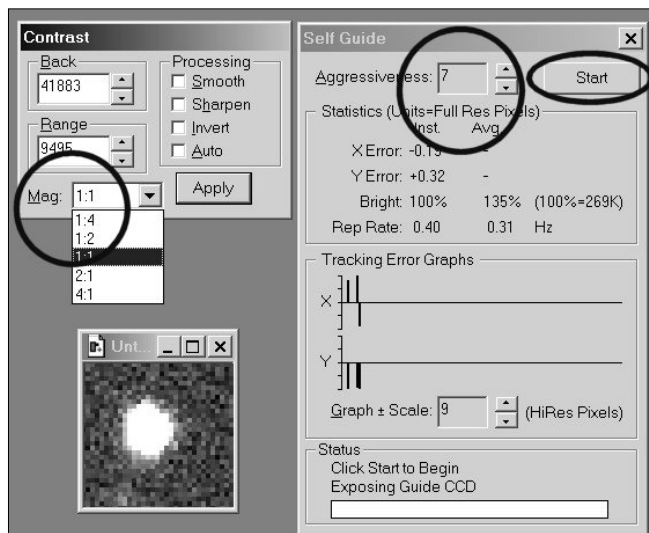 Contrast
Back
41883
Range
9495
Mag: 1:1
1:4
1:2
1:1
2:1
4:1
Processing
Smooth
Sharpen
Invert
Auto
Apply
Unt...
Self Guide
Aggressiveness: 7
Start
Statistics (Units=Full Res Pixels)
Inst. Avg.
X Error: -0.19 -
Y Error: +0.32 -
Bright: 100% 135% (100%=269K)
Rep Rate: 0.40 0.31 Hz
Tracking Error Graphs
X
Y
Graph ± Scale: 9 (HiRes Pixels)
Status
Click Start to Begin
Exposing Guide CCD